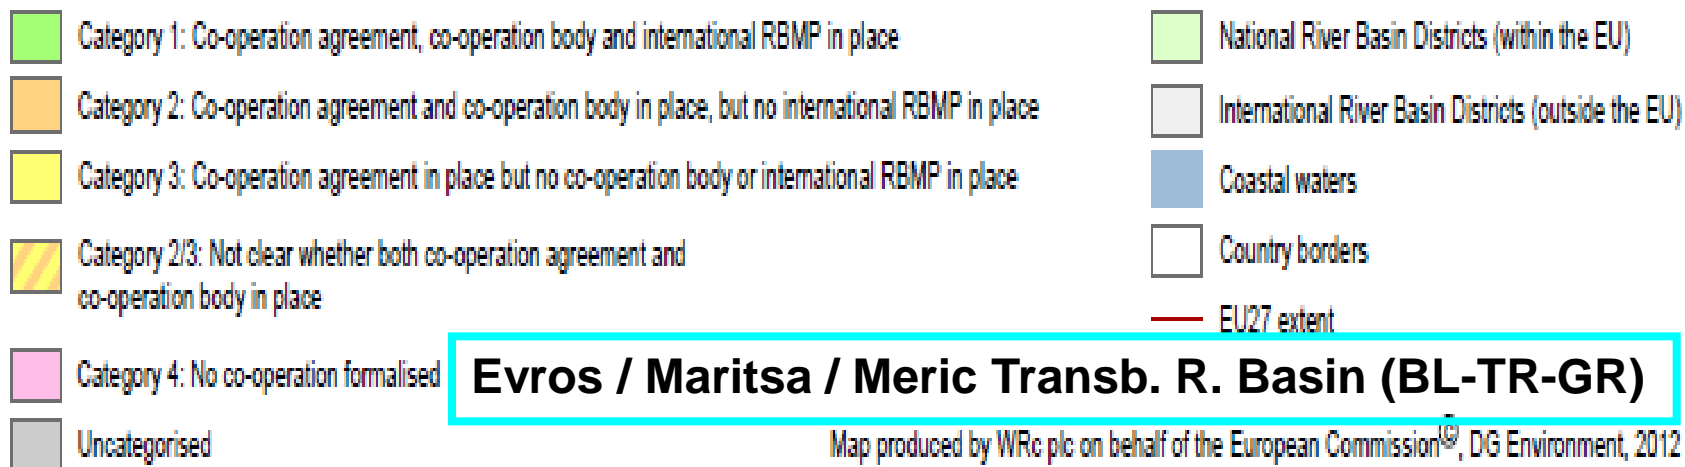 Category 1: Co-operation agreement, co-operation body and international RBMP in place
Category 2: Co-operation agreement and co-operation body in place, but no international RBMP in place
Category 3: Co-operation agreement in place but no co-operation body or international RBMP in place
Category 2/3: Not clear whether both co-operation agreement and
co-operation body in place
Category 4: No co-operation formalised
Uncategorised
National River Basin Districts (within the EU)
International River Basin Districts (outside the EU)
Coastal waters
Country borders
EU27 extent
Evros / Maritsa / Meric Transb. R. Basin (BL-TR-GR)
Map produced by WRc plc on behalf of the European Commission©, DG Environment, 2012